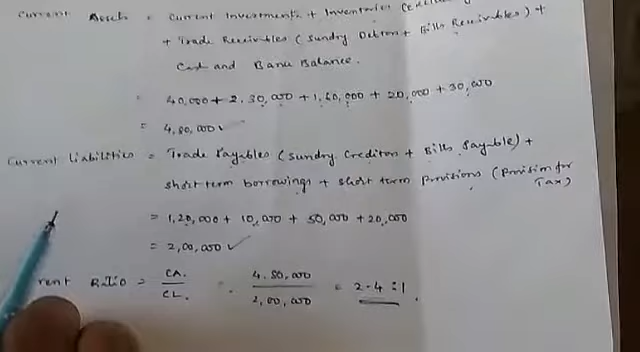 Current Assets = Current Investments + Inventories
+ Trade Receivables (Sundry Debtors + Bills Receivables) +
Cash and Bank Balance.
= 40,000 + 2,30,000 + 1,60,000 + 20,000 + 30,000
= 4,80,000 ✓
Current Liabilities = Trade Payables (Sundry Creditors + Bills Payable) +
short term borrowings + short term Provisions (Provision for
Tax)
= 1,20,000 + 10,000 + 50,000 + 20,000
= 2,00,000 ✓
rent Ratio = CA. / CL. = 4,80,000 / 2,00,000 = 2.4 : 1.